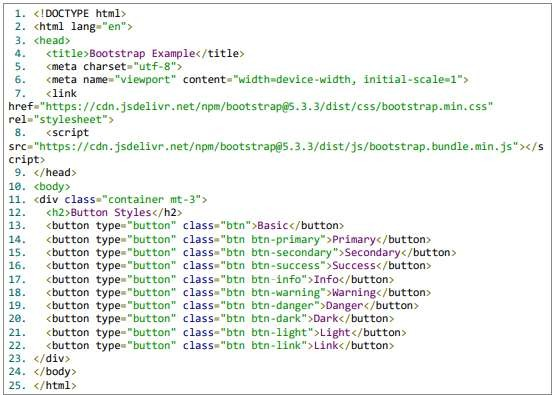 1. <!DOCTYPE html>
2. <html lang="en">
3. <head>
4. <title>Bootstrap Example</title>
5. <meta charset="utf-8">
6. <meta name="viewport" content="width=device-width, initial-scale=1">
7. <link
href="https://cdn.jsdelivr.net/npm/bootstrap@5.3.3/dist/css/bootstrap.min.css"
rel="stylesheet">
8. <script
src="https://cdn.jsdelivr.net/npm/bootstrap@5.3.3/dist/js/bootstrap.bundle.min.js"></s
cript>
9. </head>
10. <body>
11. <div class="container mt-3">
12. <h2>Button Styles</h2>
13. <button type="button" class="btn">Basic</button>
14. <button type="button" class="btn btn-primary">Primary</button>
15. <button type="button" class="btn btn-secondary">Secondary</button>
16. <button type="button" class="btn btn-success">Success</button>
17. <button type="button" class="btn btn-info">Info</button>
18. <button type="button" class="btn btn-warning">Warning</button>
19. <button type="button" class="btn btn-danger">Danger</button>
20. <button type="button" class="btn btn-dark">Dark</button>
21. <button type="button" class="btn btn-light">Light</button>
22. <button type="button" class="btn btn-link">Link</button>
23. </div>
24. </body>
25. </html>